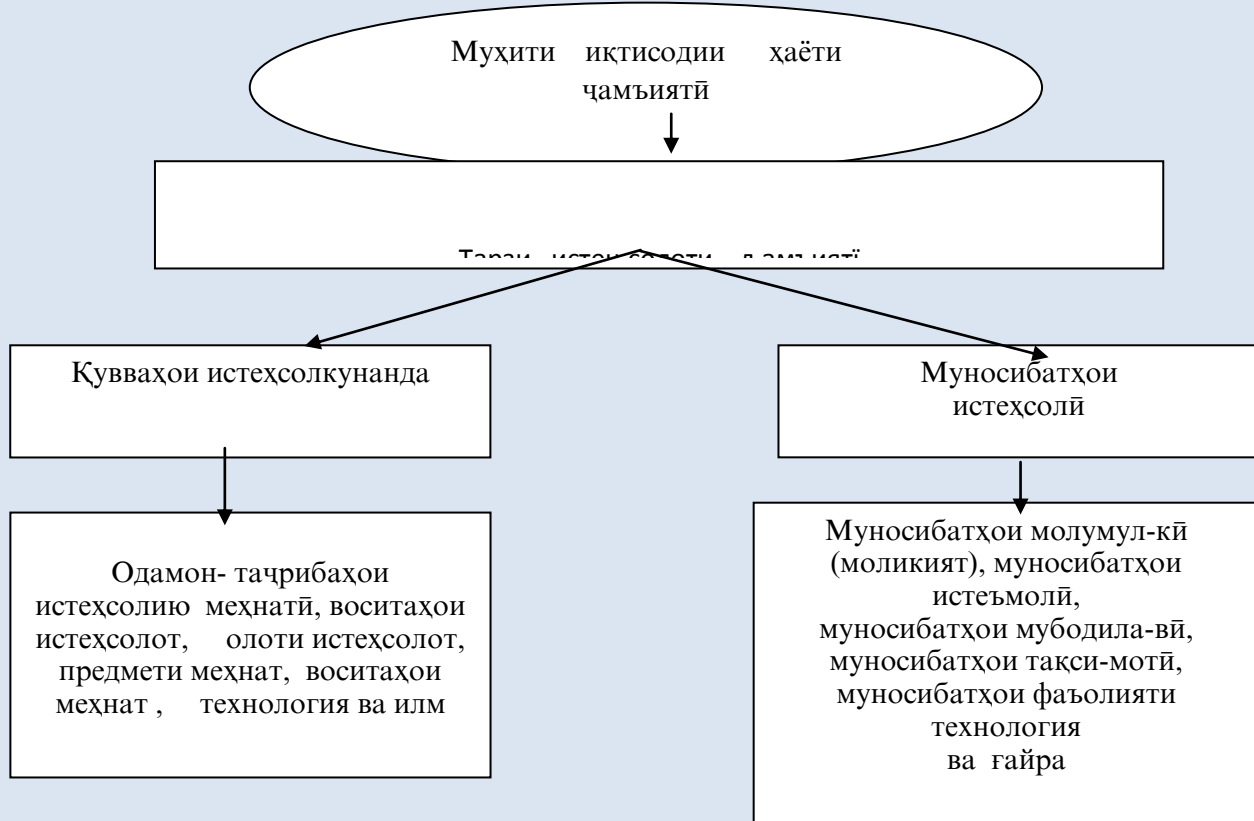 Муҳити иқтисодии ҳаёти
ҷамъиятӣ
Қувваҳои истеҳсолкунанда
Муносибатҳои
истеҳсолӣ
Одамон- таҷрибаҳои
истеҳсолию меҳнатӣ, воситаҳои
истеҳсолот, олоти истеҳсолот,
предмети меҳнат, воситаҳои
меҳнат , технология ва илм
Муносибатҳои молумул-кӣ
(моликият), муносибатҳои
истеъмолӣ,
муносибатҳои мубодила-вӣ,
муносибатҳои тақси-мотӣ,
муносибатҳои фаъолияти
технология
ва ғайра